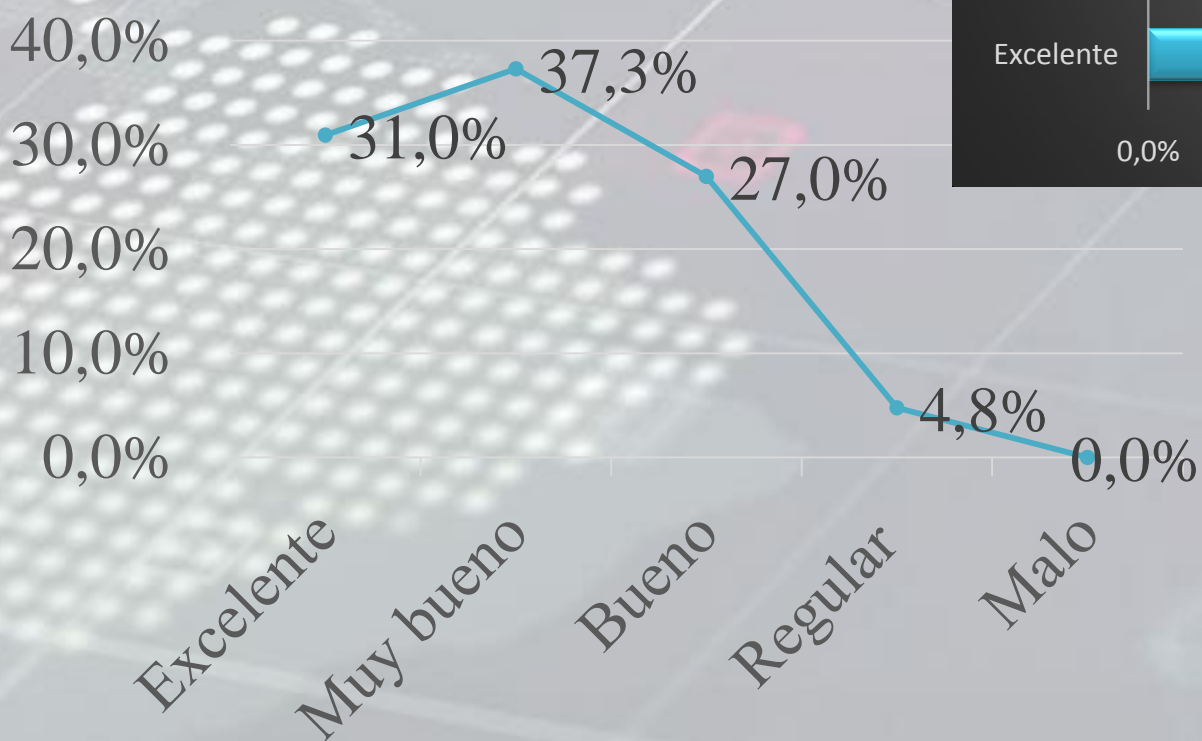 40,0%
30,0%
20,0%
10,0%
0,0%
31,0%
37,3%
27,0%
4,8%
0,0%
Excelente
Muy bueno
Bueno
Regular
Malo
Excelente
0,0%